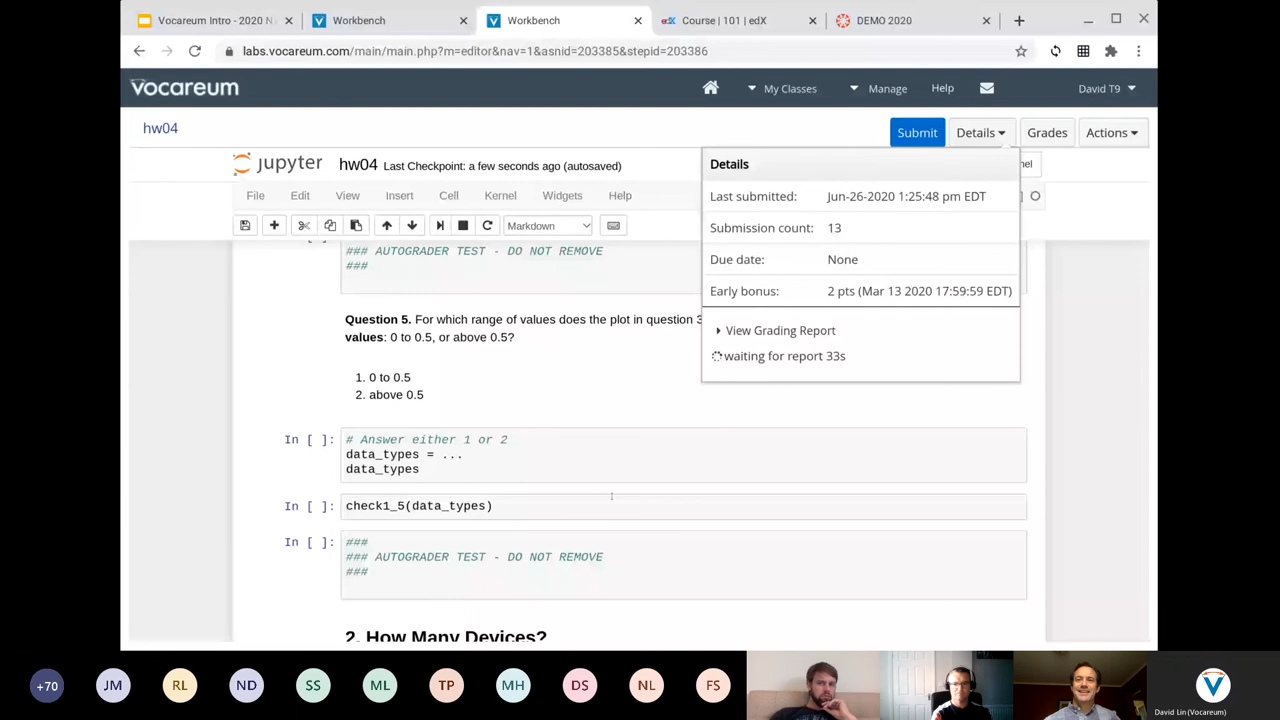 Vocareum Intro - 2020 N
Workbench
Workbench
edX
Course | 101 | edX
DEMO 2020
labs.vocareum.com/main/main.php?m=editor&nav=1&asnid=203385&stepid=203386
vocareum
My Classes
Manage
Help
David T9
hw04
Submit
Details
Grades
Actions
jupyter
hw04 Last Checkpoint: a few seconds ago (autosaved)
nel
File
Edit
View
Insert
Cell
Kernel
Widgets
Help
Markdown
Details
Last submitted: Jun-26-2020 1:25:48 pm EDT
Submission count: 13
Due date: None
Early bonus: 2 pts (Mar 13 2020 17:59:59 EDT)
View Grading Report
waiting for report 33s
### AUTOGRADER TEST - DO NOT REMOVE
###
Question 5. For which range of values does the plot in question 3
values: 0 to 0.5, or above 0.5?
1. 0 to 0.5
2. above 0.5
In [ ]: # Answer either 1 or 2
data_types = ...
data_types
In [ ]: check1_5(data_types)
In [ ]: ###
### AUTOGRADER TEST - DO NOT REMOVE
###
2. How Many Devices?
+70
JM
RL
ND
SS
ML
TP
MH
DS
NL
FS
David Lin (Vocareum)